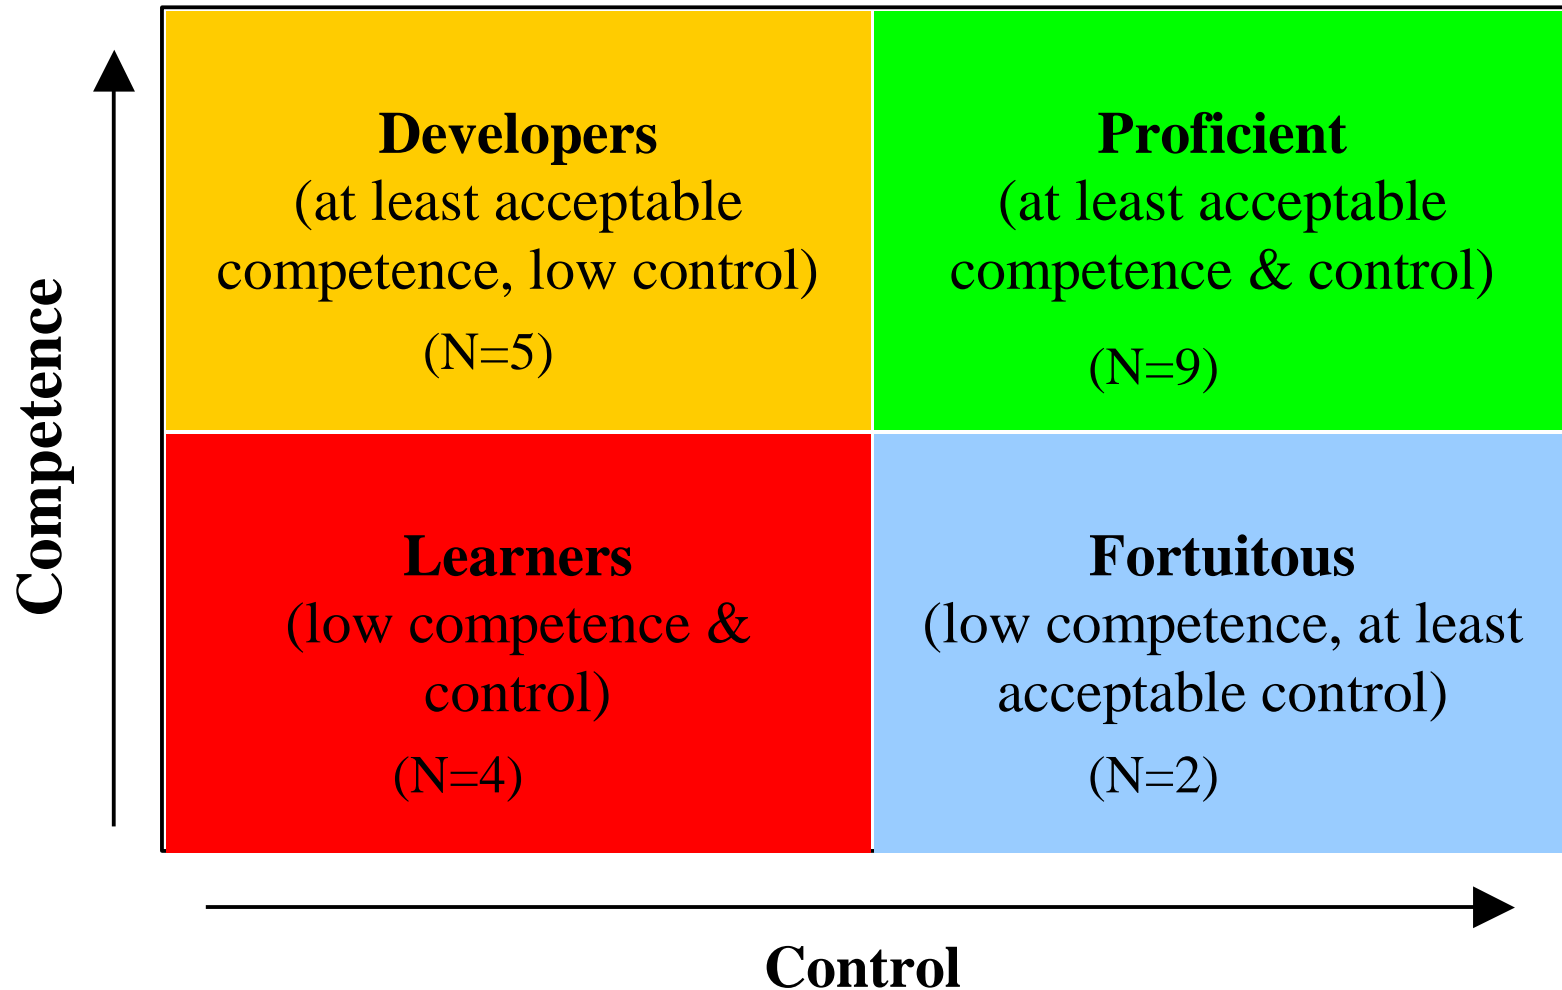 Competence
Developers
(at least acceptable
competence, low control)
(N=5)
Proficient
(at least acceptable
competence & control)
(N=9)
Learners
(low competence &
control)
(N=4)
Fortuitous
(low competence, at least
acceptable control)
(N=2)
Control